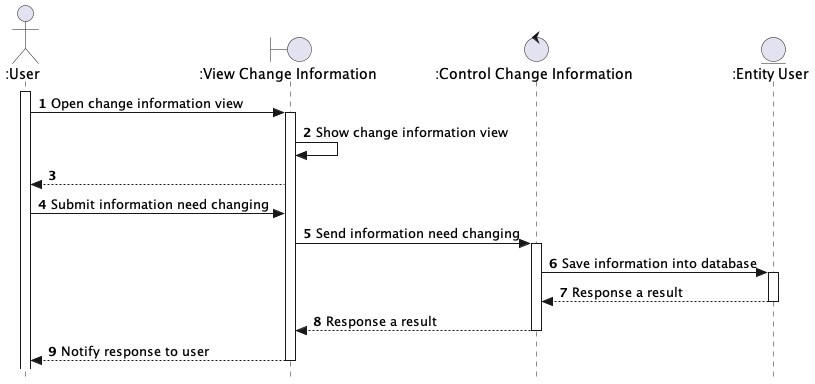 :User
:View Change Information
:Control Change Information
:Entity User
1 Open change information view
2 Show change information view
3
4 Submit information need changing
5 Send information need changing
6 Save information into database
7 Response a result
8 Response a result
9 Notify response to user